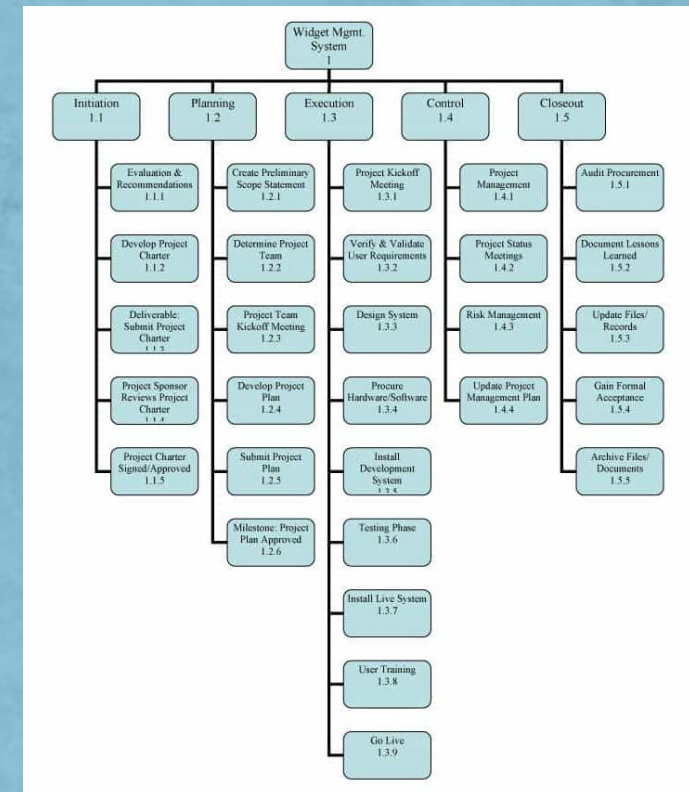 Widget Mgmt.
System
1
Initiation
1.1
Planning
1.2
Execution
1.3
Control
1.4
Closeout
1.5
Evaluation &
Recommendations
1.1.1
Develop Project
Charter
1.1.2
Deliverable:
Submit Project
Charter
1.1.3
Project Sponsor
Reviews Project
Charter
1.1.4
Project Charter
Signed/Approved
1.1.5
Create Preliminary
Scope Statement
1.2.1
Determine Project
Team
1.2.2
Project Team
Kickoff Meeting
1.2.3
Develop Project
Plan
1.2.4
Submit Project
Plan
1.2.5
Milestone: Project
Plan Approved
1.2.6
Project Kickoff
Meeting
1.3.1
Verify & Validate
User Requirements
1.3.2
Design System
1.3.3
Procure
Hardware/Software
1.3.4
Install
Development
System
1.3.5
Testing Phase
1.3.6
Install Live System
1.3.7
User Training
1.3.8
Go Live
1.3.9
Project
Management
1.4.1
Project Status
Meetings
1.4.2
Risk Management
1.4.3
Update Project
Management Plan
1.4.4
Audit Procurement
1.5.1
Document Lessons
Learned
1.5.2
Update Files/
Records
1.5.3
Gain Formal
Acceptance
1.5.4
Archive Files/
Documents
1.5.5